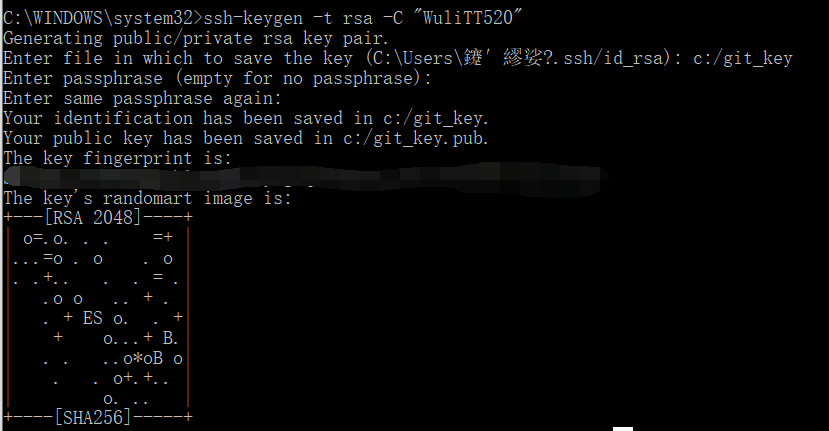 C:\WINDOWS\system32>ssh-keygen -t rsa -C "WuliTT520"
Generating public/private rsa key pair.
Enter file in which to save the key (C:\Users\鑳′繆娑?.ssh/id_rsa): c:/git_key
Enter passphrase (empty for no passphrase):
Enter same passphrase again:
Your identification has been saved in c:/git_key.
Your public key has been saved in c:/git_key.pub.
The key fingerprint is:
The key's randomart image is:
+---[RSA 2048]----+
| o=.o. . .    =+ |
|...=o . o    . o |
|. .+..   .  . = .|
|   .o o   .. + . |
|   . + ES o.  . +|
|    +    o...+ B.|
|   . .   ..o*oB o|
|    .   . o+.+.. |
|         o. ..   |
+----[SHA256]-----+